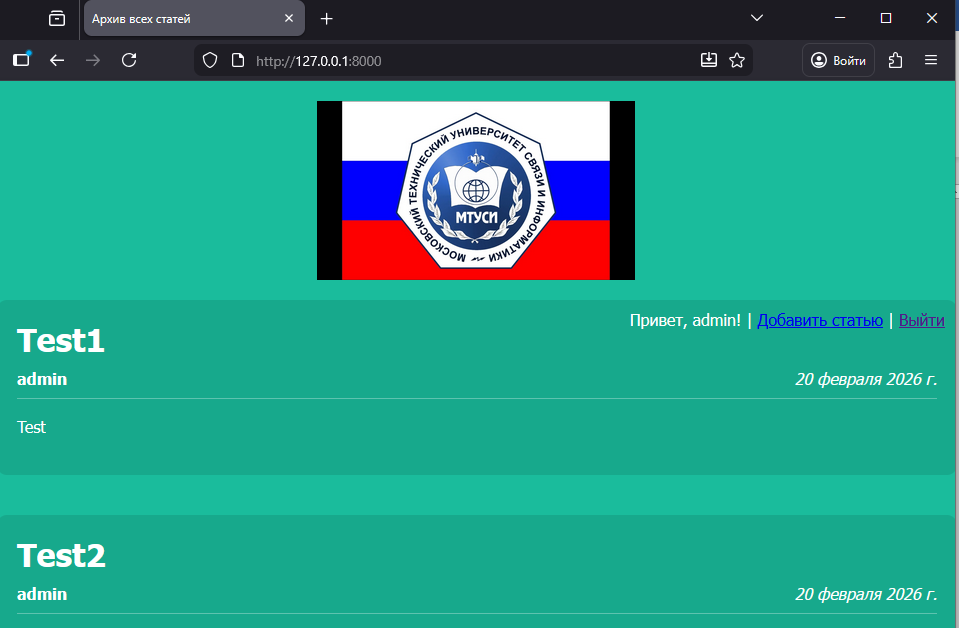 Архив всех статей
http://127.0.0.1:8000
Войти
МОСКОВСКИЙ ТЕХНИЧЕСКИЙ УНИВЕРСИТЕТ СВЯЗИ И ИНФОРМАТИКИ
МТУСИ
Привет, admin! | Добавить статью | Выйти
Test1
admin 20 февраля 2026 г.
Test
Test2
admin 20 февраля 2026 г.